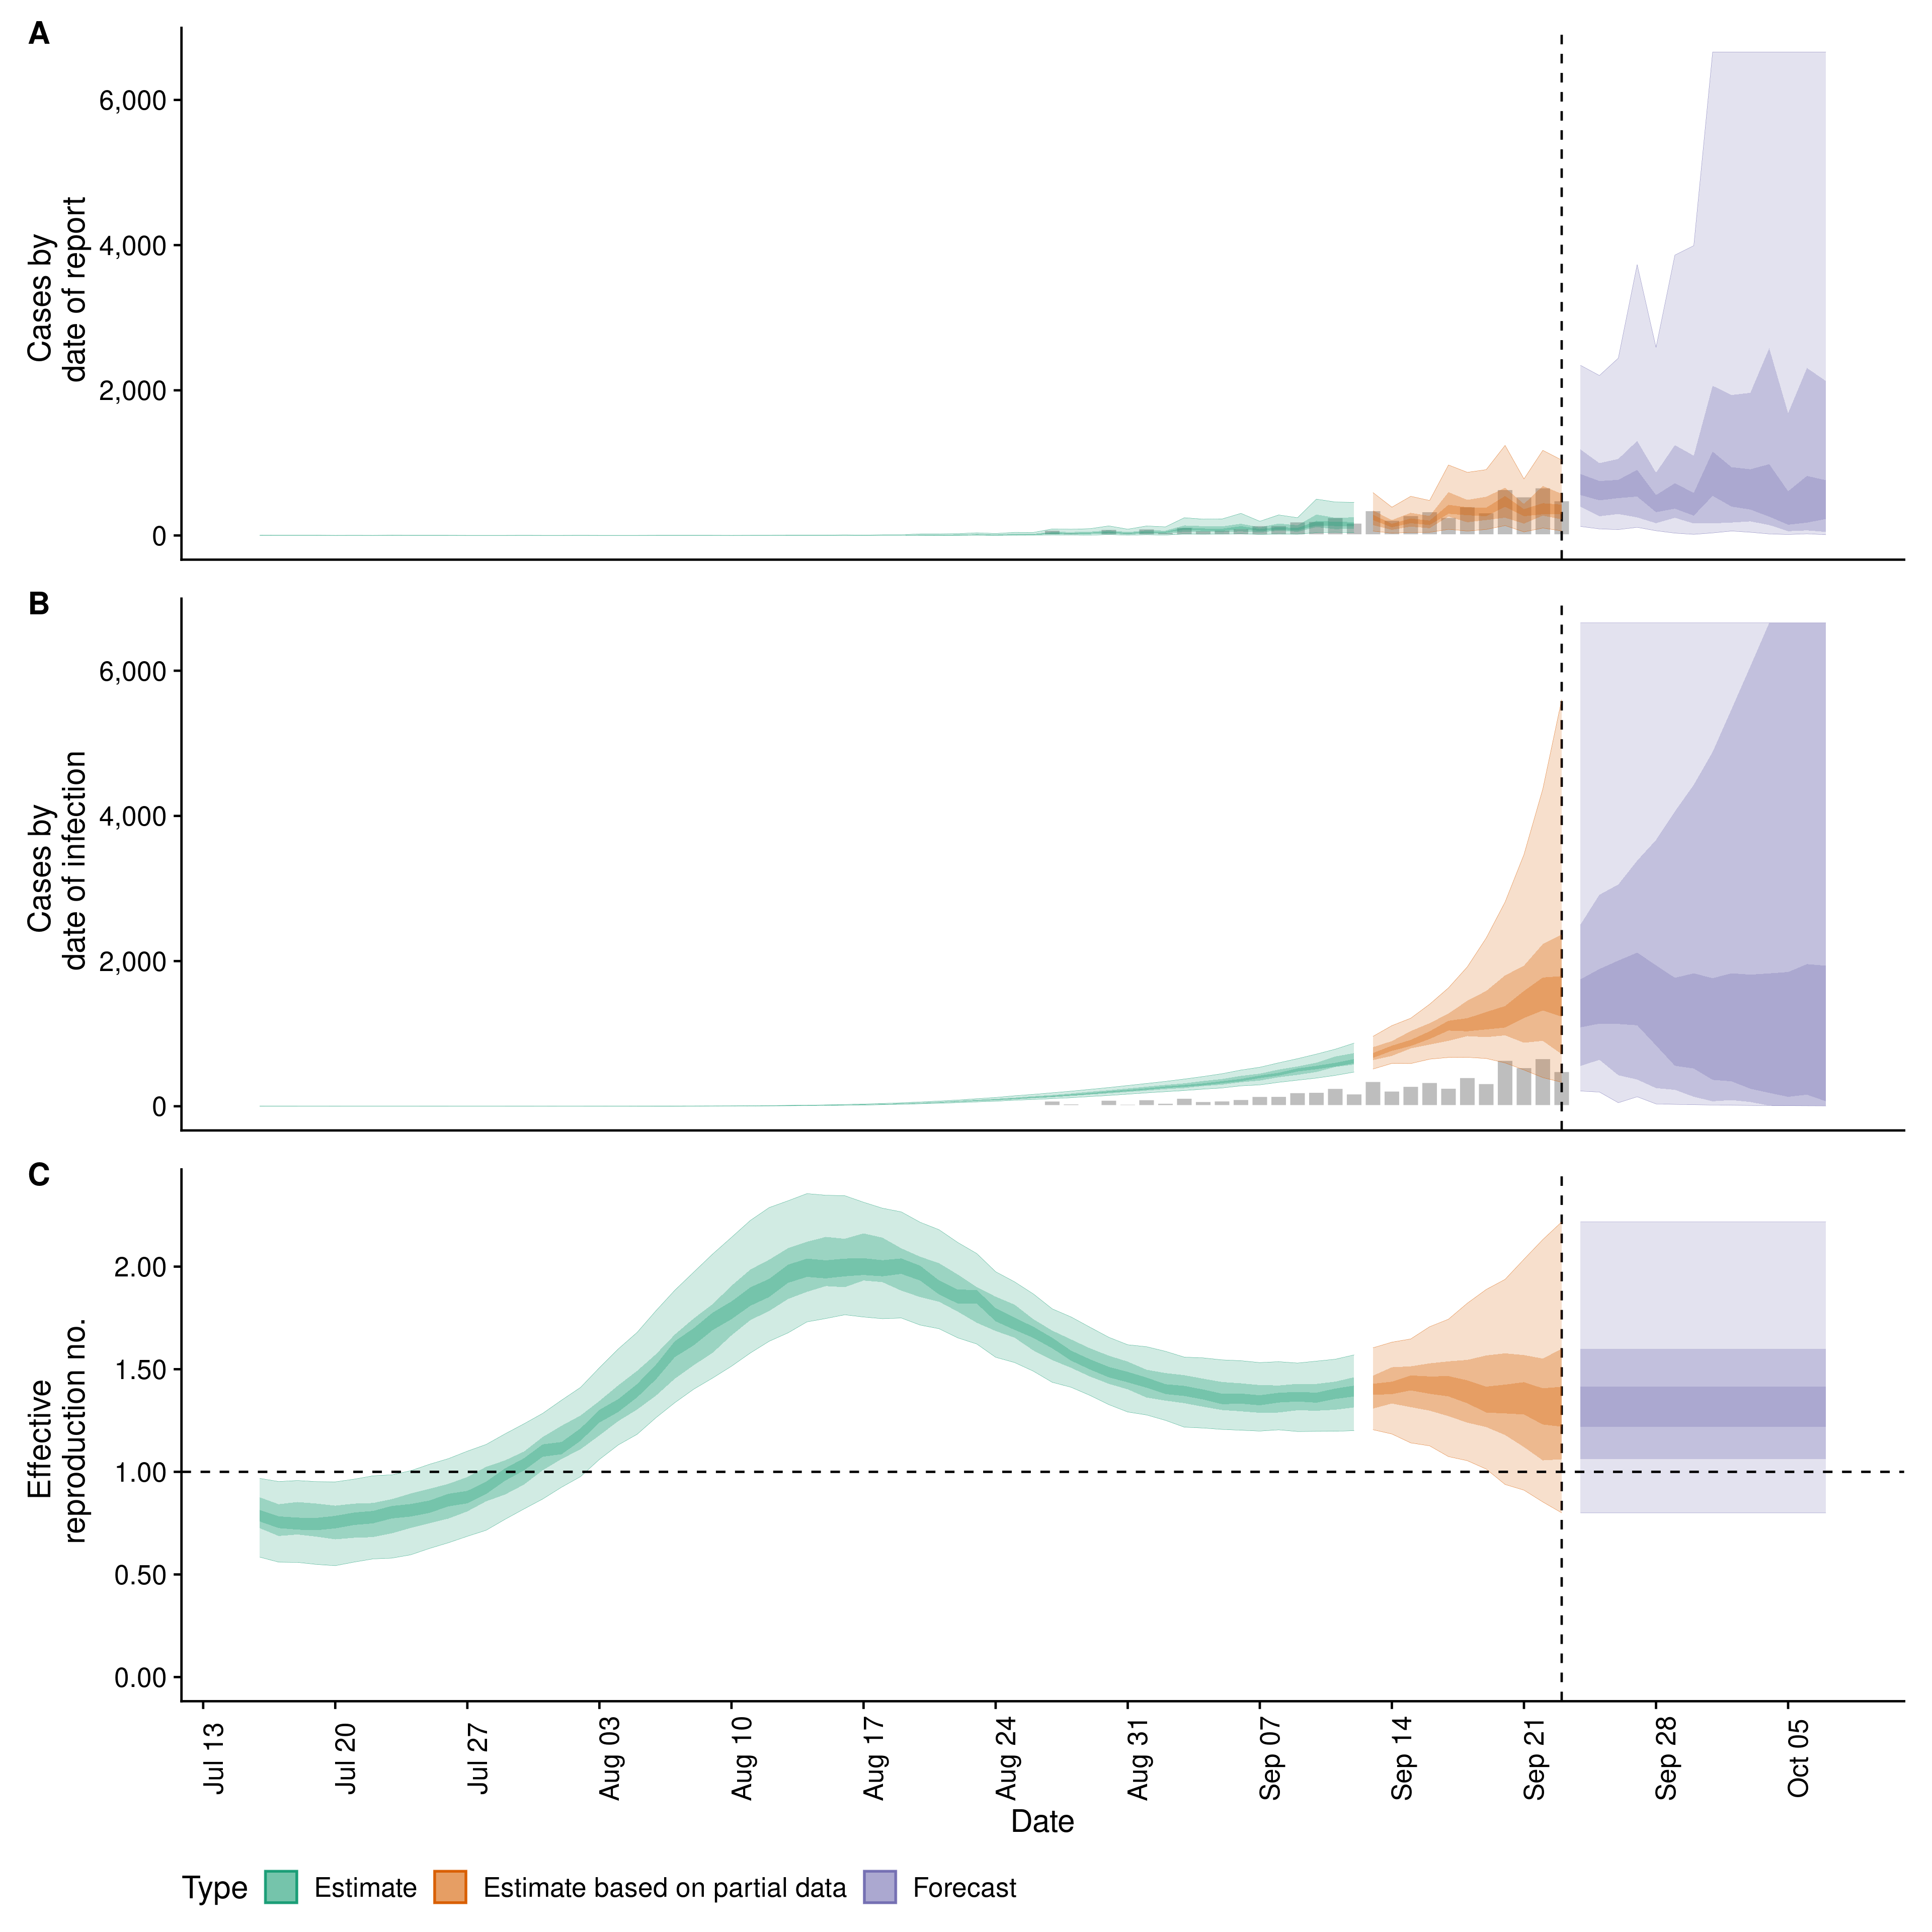 A
Cases by
date of report
6,000
4,000
2,000
0
B
Cases by
date of infection
6,000
4,000
2,000
0
C
Effective
reproduction no.
2.00
1.50
1.00
0.50
0.00
Jul 13
Jul 20
Jul 27
Aug 03
Aug 10
Aug 17
Aug 24
Aug 31
Sep 07
Sep 14
Sep 21
Sep 28
Oct 05
Date
Type Estimate Estimate based on partial data Forecast